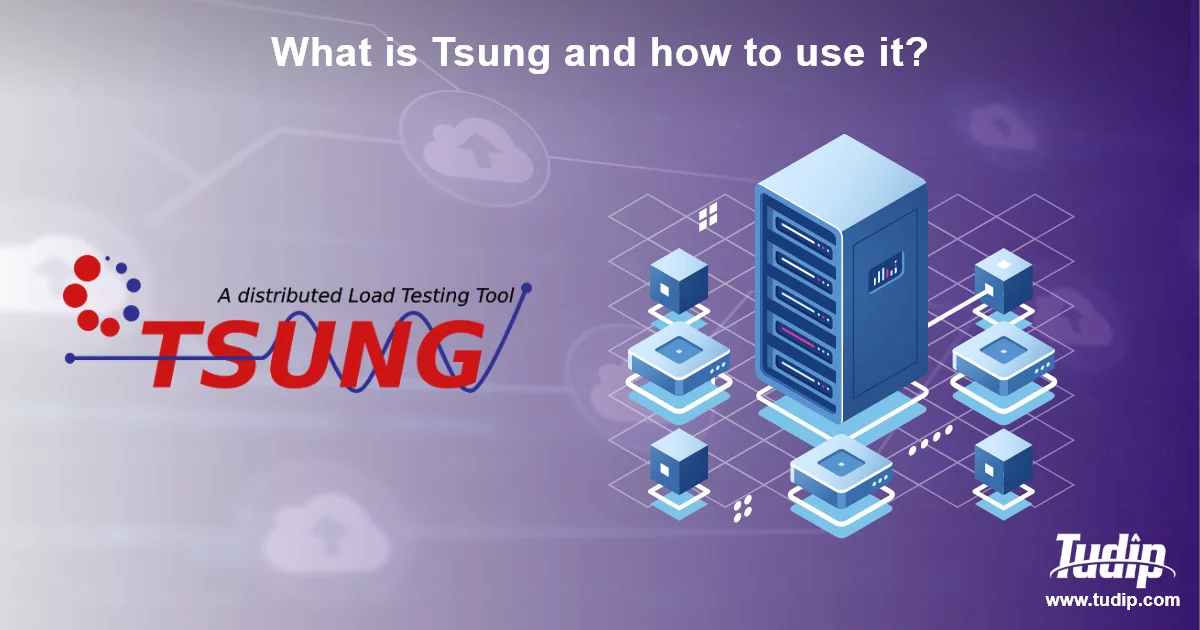 What is Tsung and how to use it?
A distributed Load Testing Tool
TSUNG
Tudip
www.tudip.com